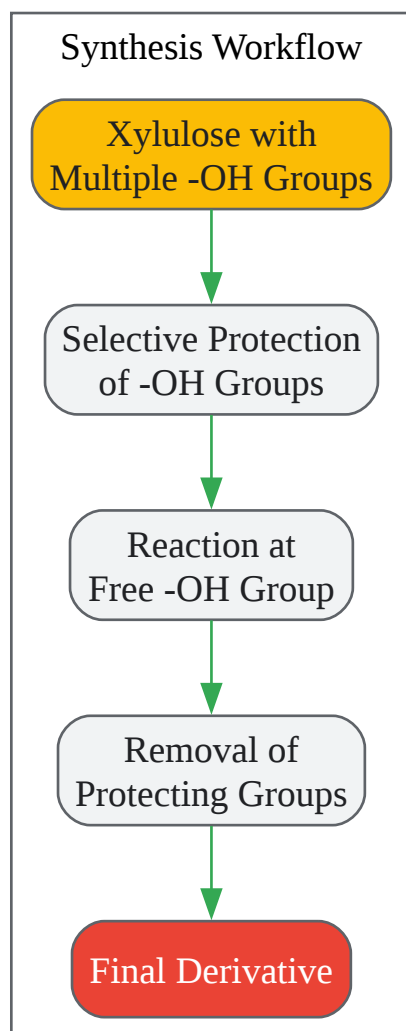 Synthesis Workflow
Xylulose with
Multiple -OH Groups
Selective Protection
of -OH Groups
Reaction at
Free -OH Group
Removal of
Protecting Groups
Final Derivative